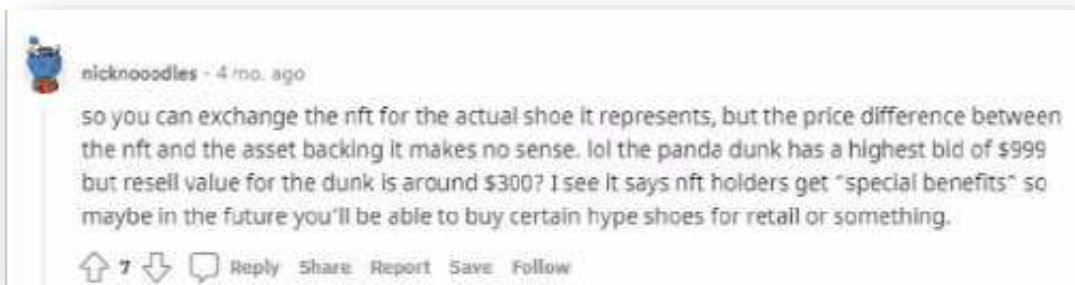 nicknooodles · 4 mo. ago
so you can exchange the nft for the actual shoe it represents, but the price difference between
the nft and the asset backing it makes no sense. lol the panda dunk has a highest bid of $999
but resell value for the dunk is around $300? I see it says nft holders get "special benefits" so
maybe in the future you'll be able to buy certain hype shoes for retail or something.
7 Reply Share Report Save Follow